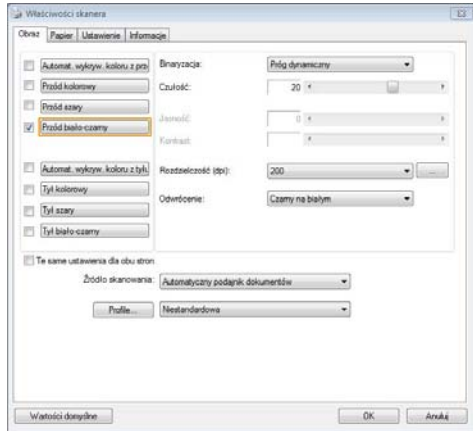 Właściwości skanera
Obraz Papier Ustawienie Informacje
Automat. wykryw. koloru z prz
Przód kolorowy
Przód szary
Przód biało-czarny
Automat. wykryw. koloru z tyłu
Tył kolorowy
Tył szary
Tył biało-czarny
Binaryzacja: Próg dynamiczny
Czułość: 20
Jasność: 0
Kontrast:
Rozdzielczość (dpi): 200 ...
Odwrócenie: Czarny na białym
Te same ustawienia dla obu stron
Źródło skanowania: Automatyczny podajnik dokumentów
Profile... Niestandardowa
Wartości domyślne OK Anuluj